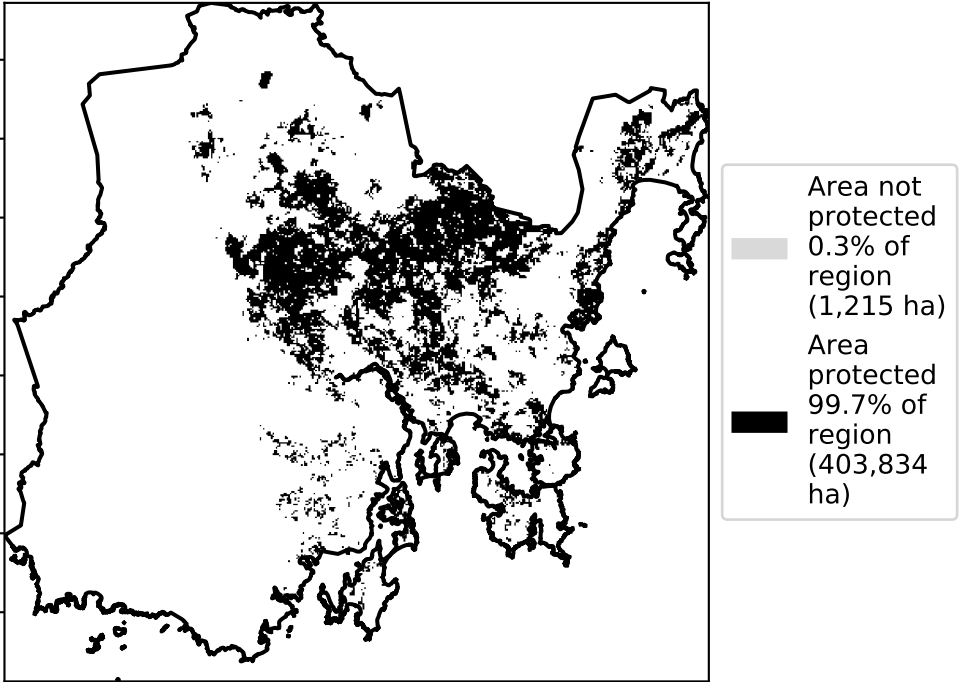 Area not
protected
0.3% of
region
(1,215 ha)
Area
protected
99.7% of
region
(403,834
ha)